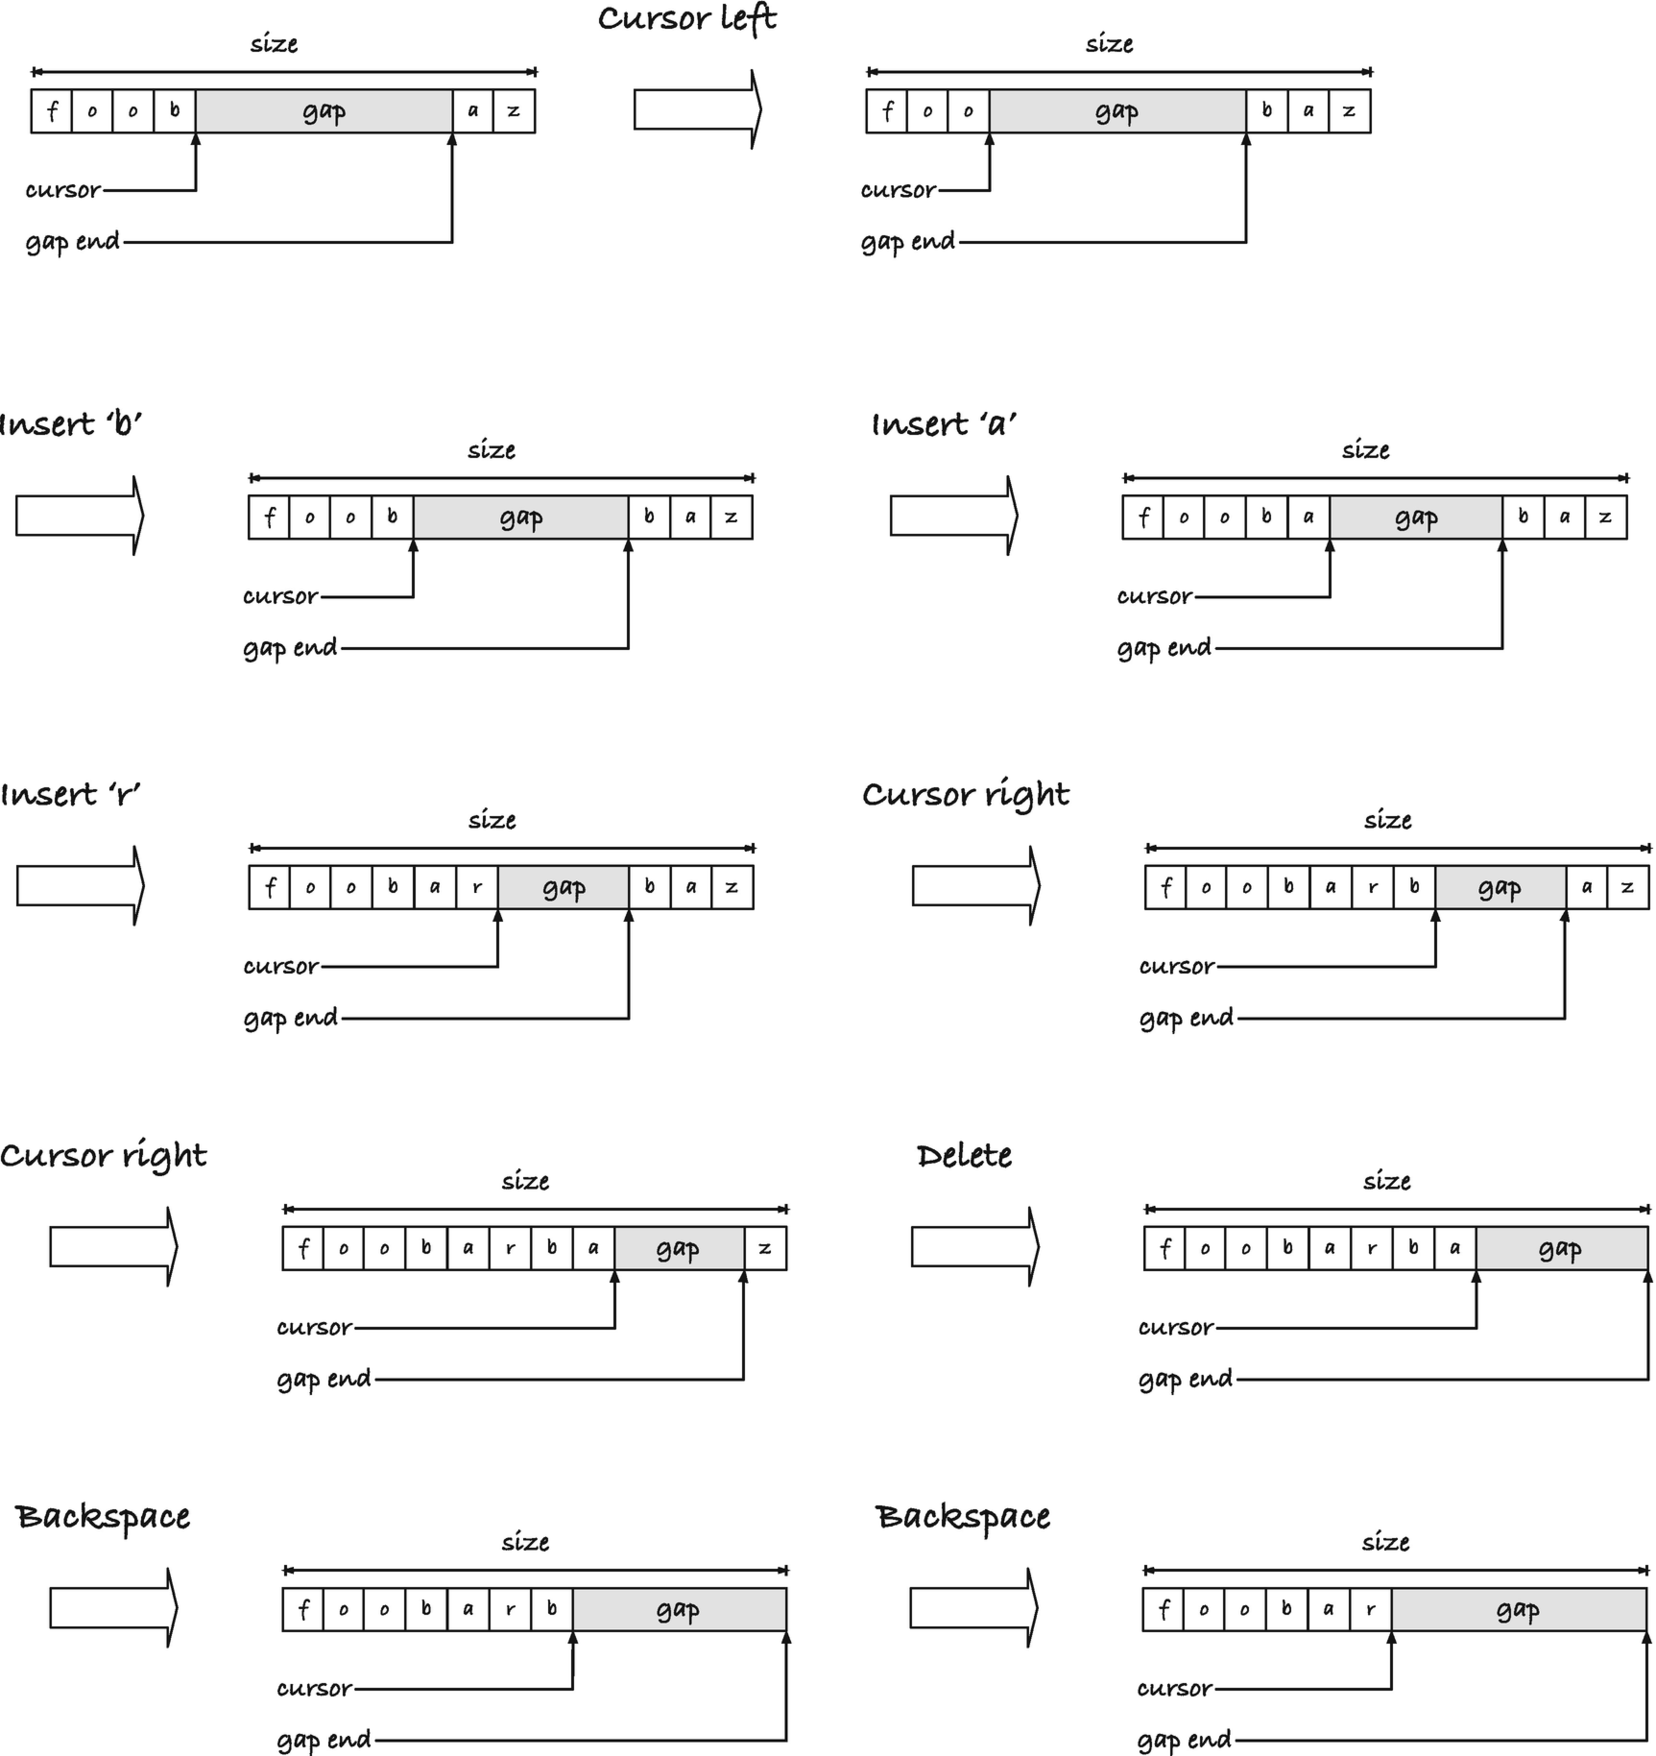 Cursor left
size
size
f o o b gap a z
f o o gap b a z
cursor
cursor
gap end
gap end
Insert ‘b’
Insert ‘a’
size
size
f o o b gap b a z
f o o b a gap b a z
cursor
cursor
gap end
gap end
Insert ‘r’
Cursor right
size
size
f o o b a r gap b a z
f o o b a r b gap a z
cursor
cursor
gap end
gap end
Cursor right
Delete
size
size
f o o b a r b a gap z
f o o b a r b a gap
cursor
cursor
gap end
gap end
Backspace
Backspace
size
size
f o o b a r b gap
f o o b a r gap
cursor
cursor
gap end
gap end